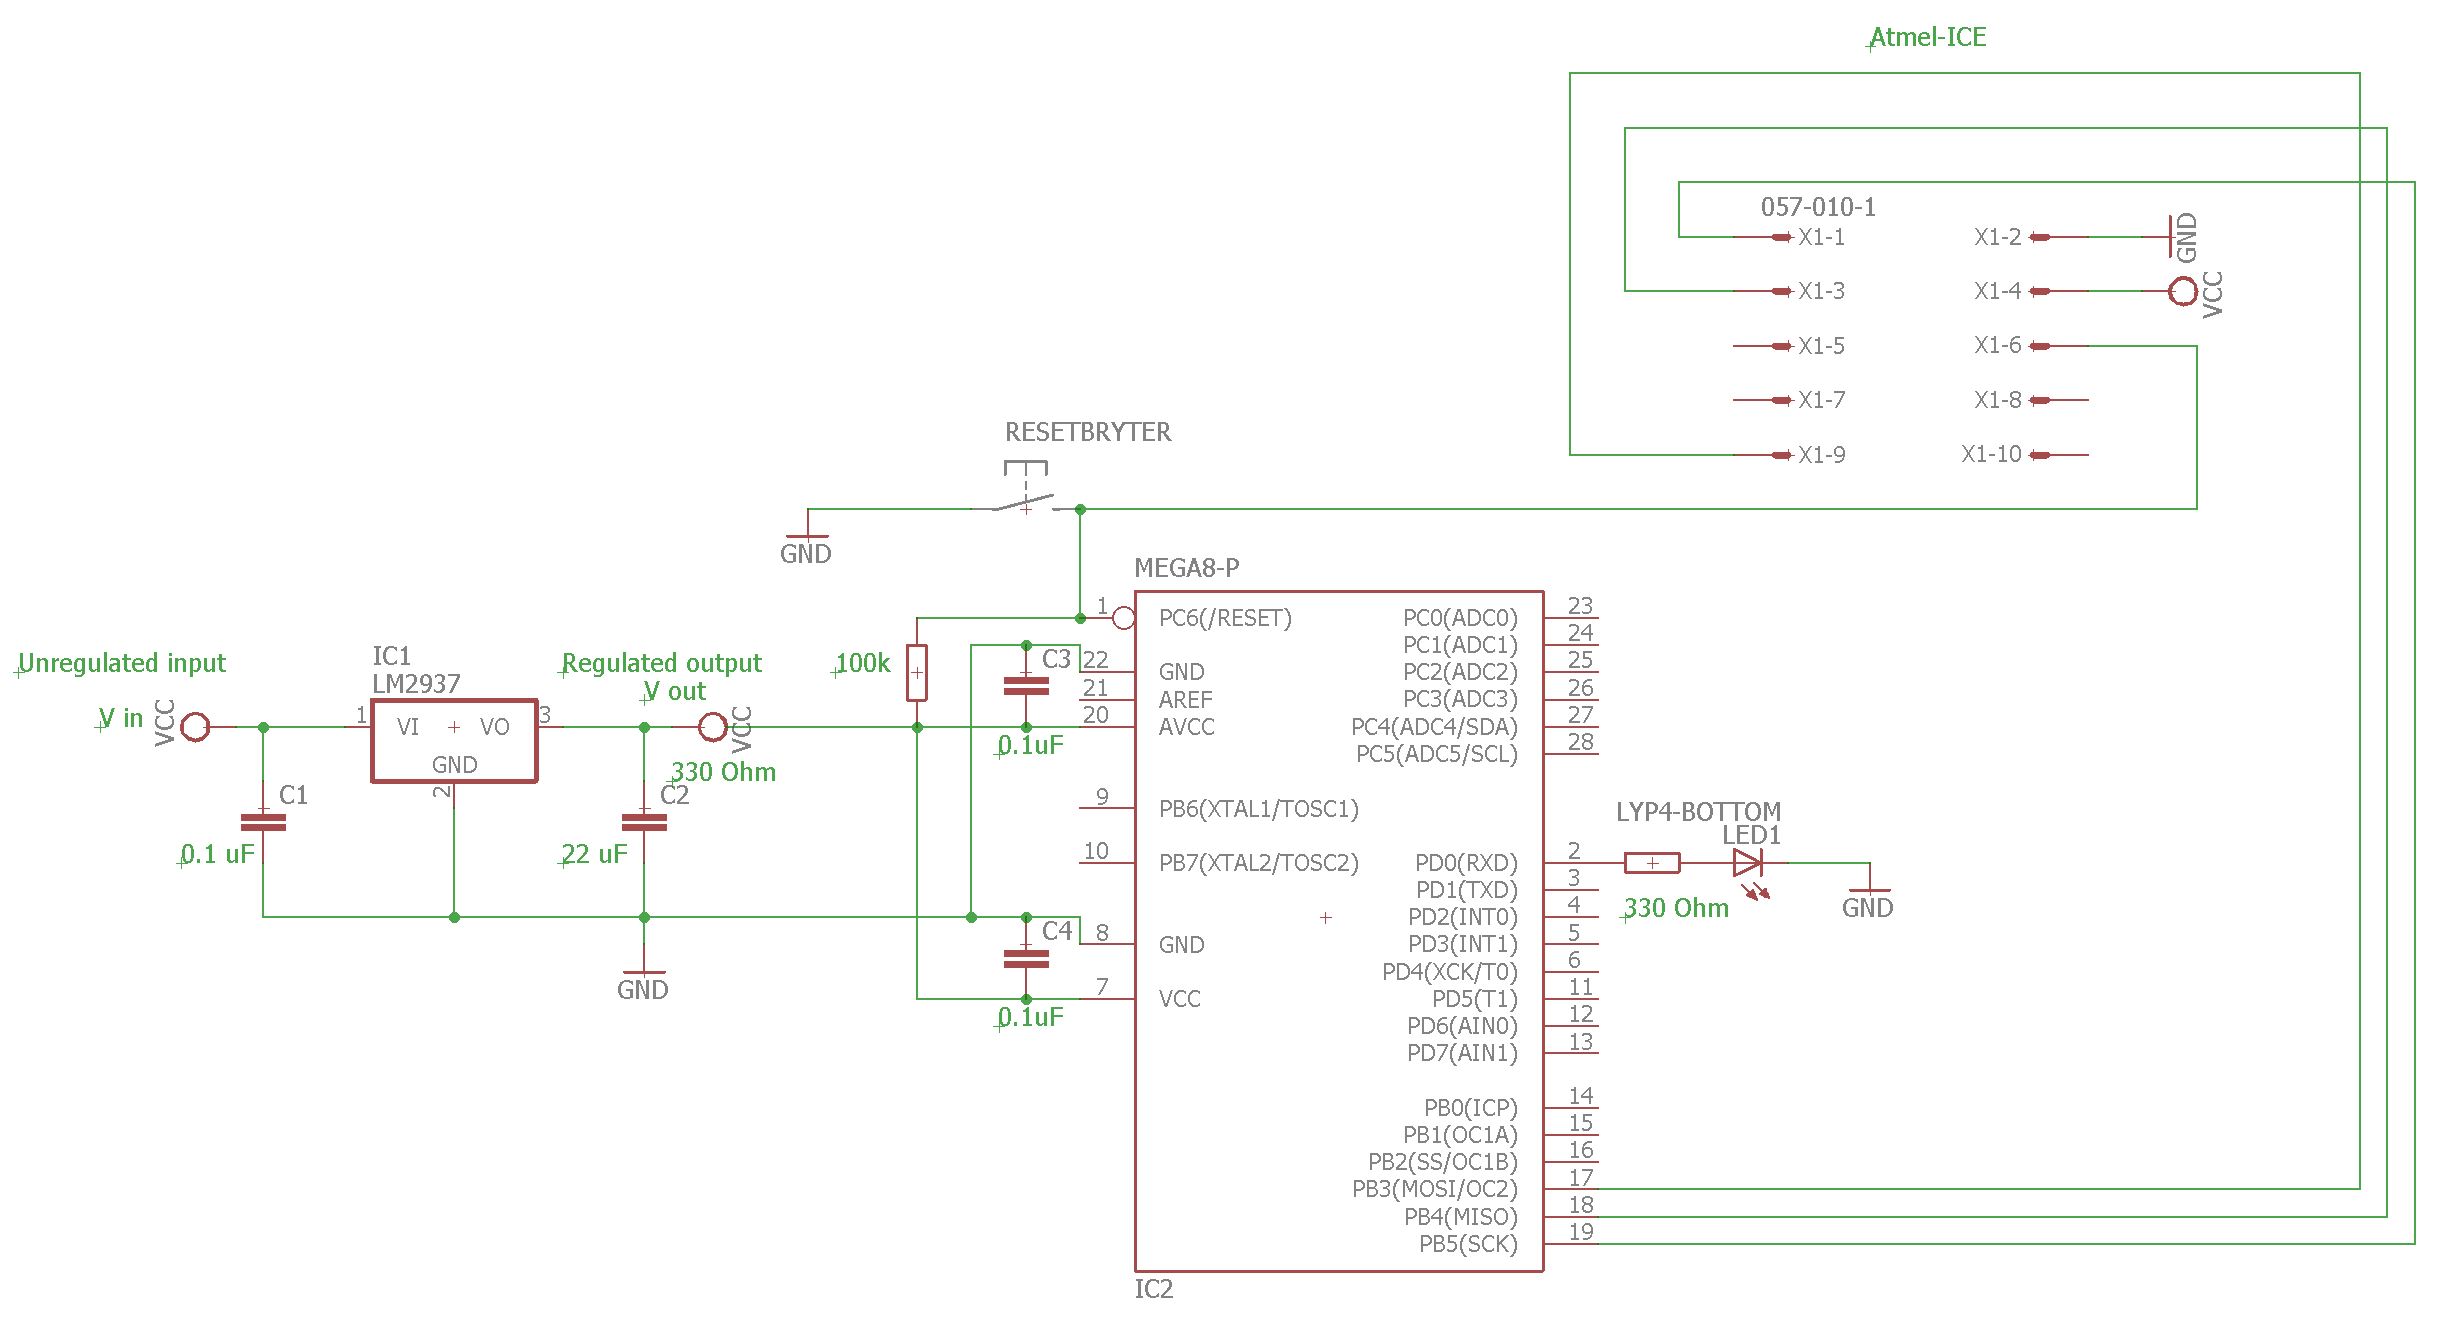 Atmel-ICE
057-010-1
X1-1
X1-2
GND
X1-3
X1-4
VCC
X1-5
X1-6
X1-7
X1-8
X1-9
X1-10
RESETBRYTER
GND
MEGA8-P
1
PC6(/RESET)
22
GND
21
AREF
20
AVCC
9
PB6(XTAL1/TOSC1)
10
PB7(XTAL2/TOSC2)
8
GND
7
VCC
PC0(ADC0)
23
PC1(ADC1)
24
PC2(ADC2)
25
PC3(ADC3)
26
PC4(ADC4/SDA)
27
PC5(ADC5/SCL)
28
PD0(RXD)
2
PD1(TXD)
3
PD2(INT0)
4
PD3(INT1)
5
PD4(XCK/T0)
6
PD5(T1)
11
PD6(AIN0)
12
PD7(AIN1)
13
PB0(ICP)
14
PB1(OC1A)
15
PB2(SS/OC1B)
16
PB3(MOSI/OC2)
17
PB4(MISO)
18
PB5(SCK)
19
IC2
Unregulated input
V in
VCC
IC1
LM2937
1
VI
VO
3
GND
2
Regulated output
V out
VCC
330 Ohm
C1
0.1 uF
C2
22 uF
GND
100k
C3
0.1uF
C4
0.1uF
LYP4-BOTTOM
LED1
330 Ohm
GND